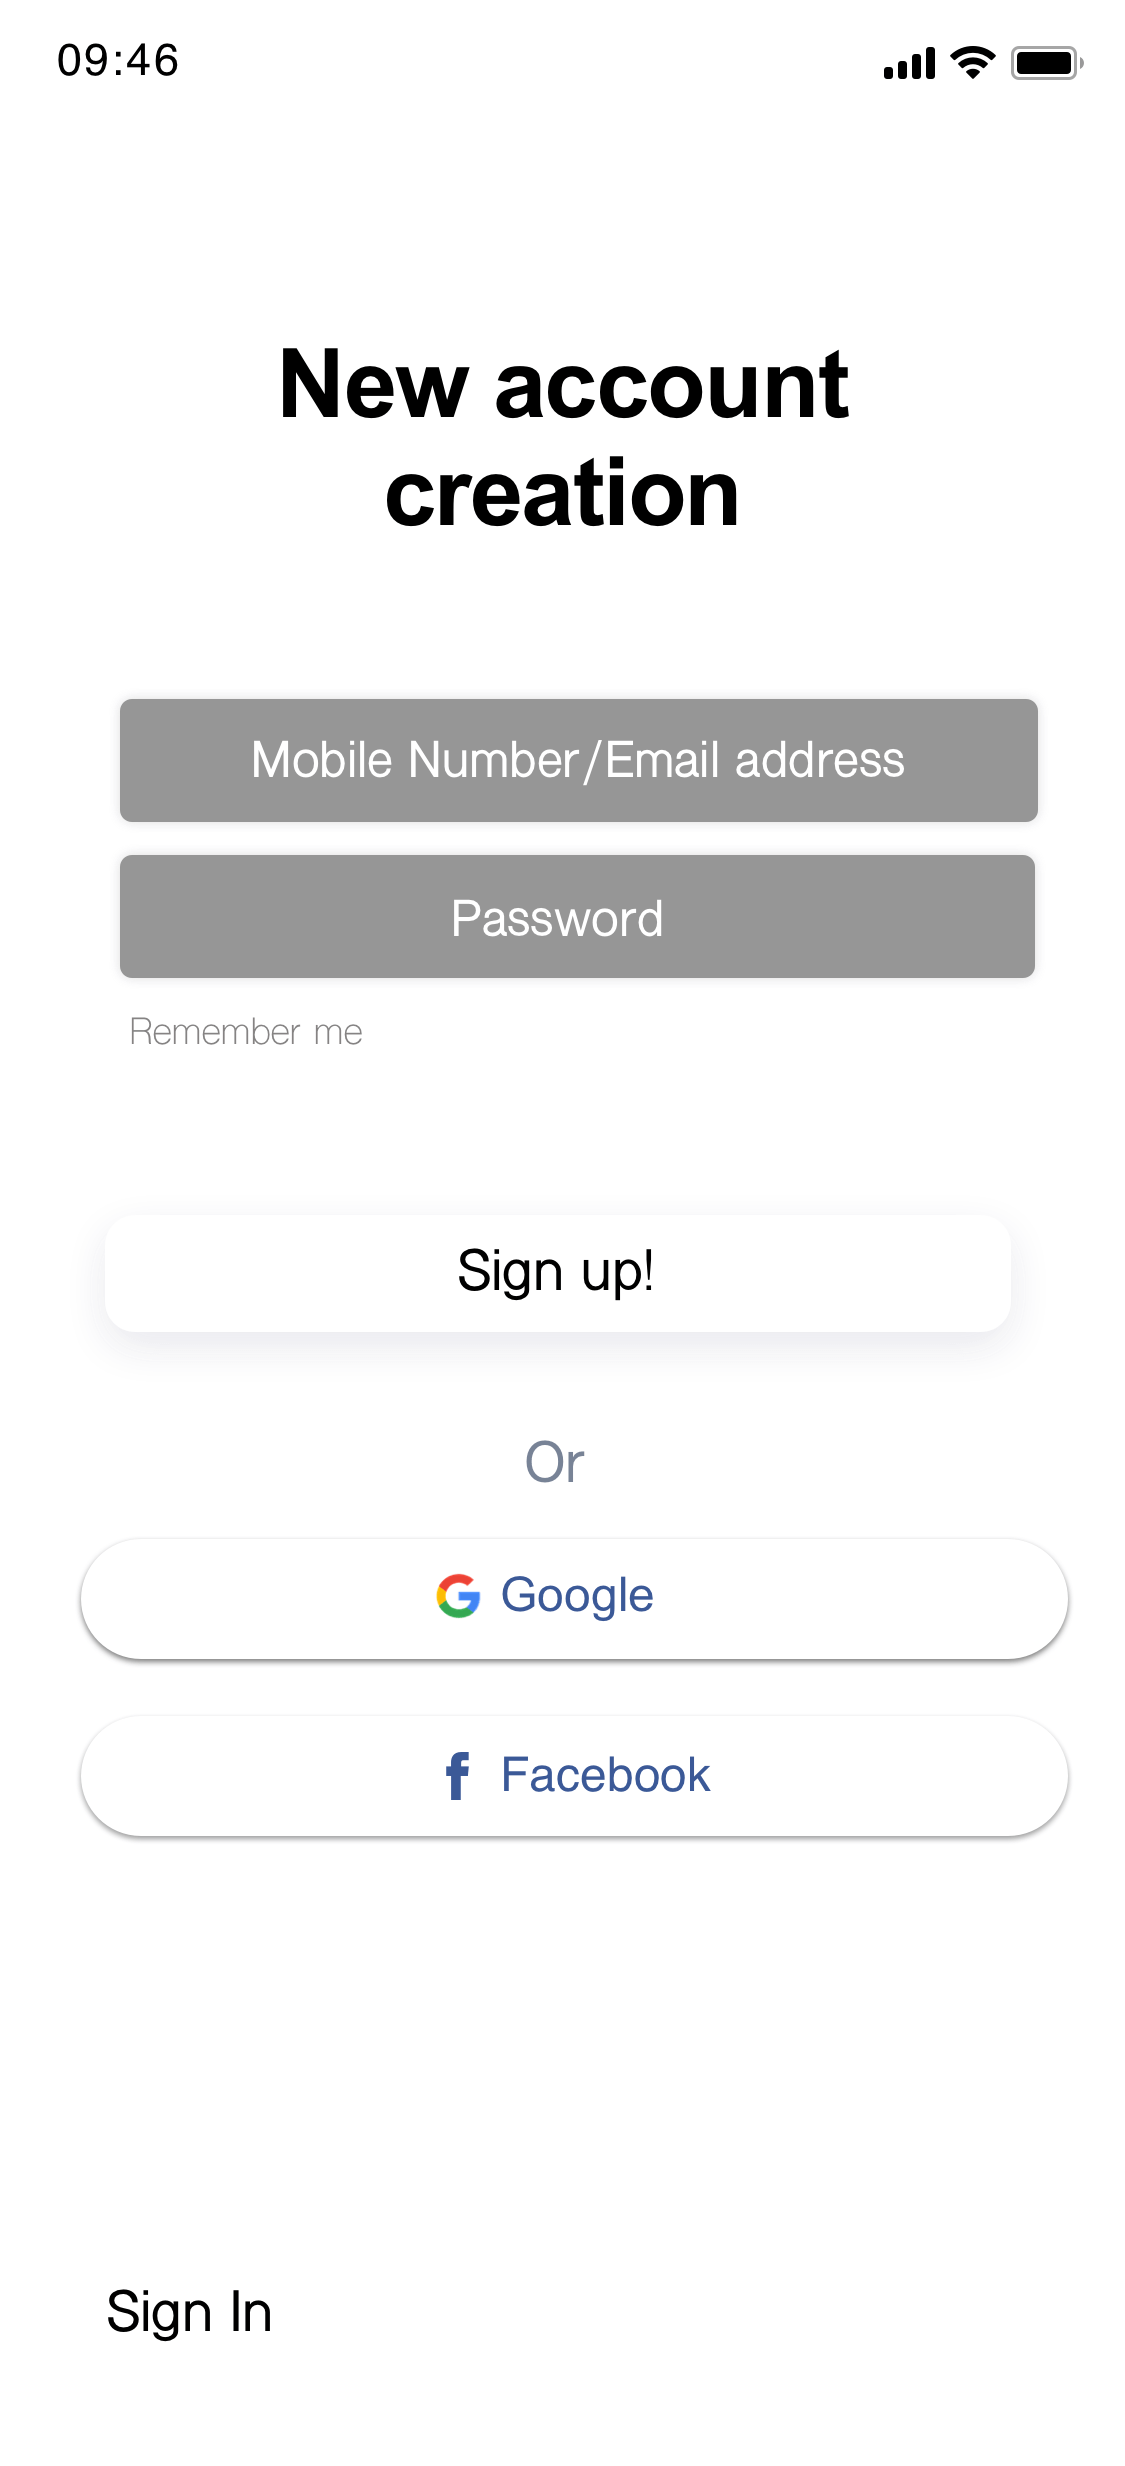 09:46
New account
creation
Mobile Number/Email address
Password
Remember me
Sign up!
Or
Google
Facebook
Sign In